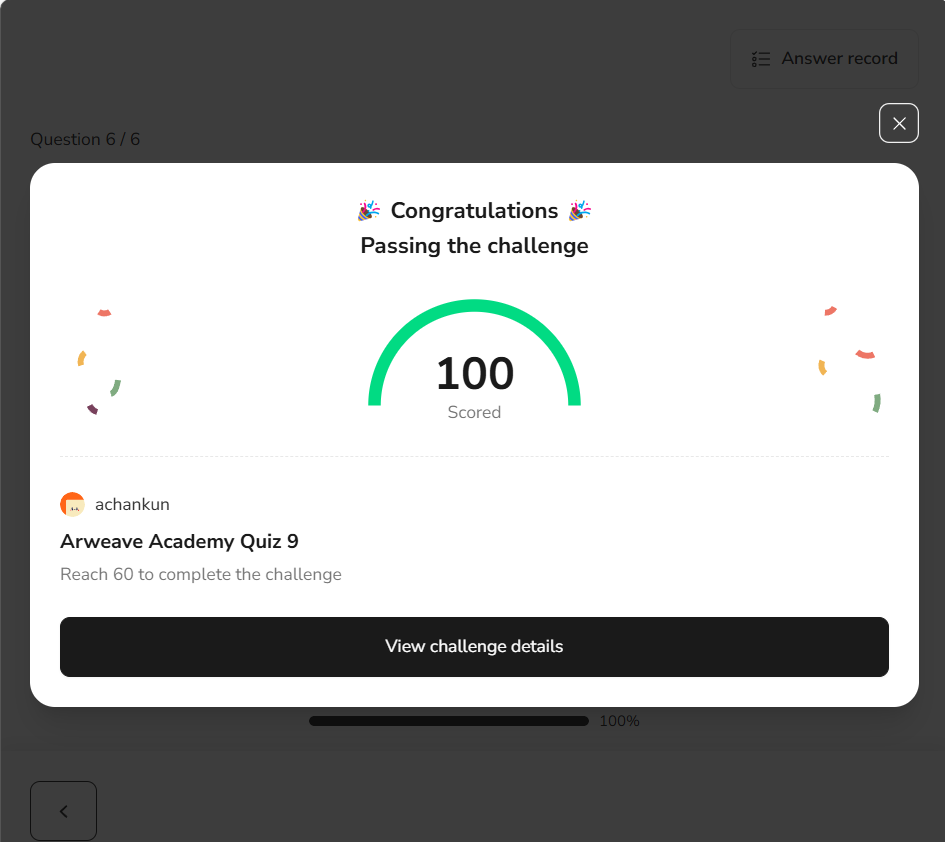 Answer record
Question 6 / 6
Congratulations
Passing the challenge
100
Scored
achankun
Arweave Academy Quiz 9
Reach 60 to complete the challenge
View challenge details
100%